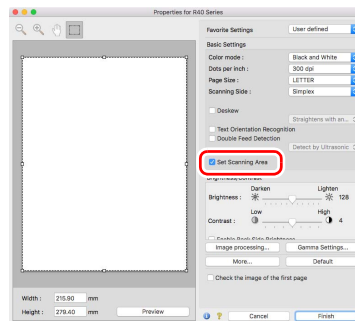 Properties for R40 Series
Favorite Settings User defined
Basic Settings
Color mode : Black and White
Dots per inch : 300 dpi
Page Size : LETTER
Scanning Side : Simplex
Deskew
Straightens with an...
Text Orientation Recognition
Double Feed Detection
Detect by Ultrasonic
Set Scanning Area
Brightness/Contrast
Darken Lighten
Brightness : 128
Low High
Contrast : 4
Enable Back Side Brightness
Image processing... Gamma Settings...
More... Default
Check the image of the first page
Width : 215.90 mm
Height : 279.40 mm Preview
Cancel Finish